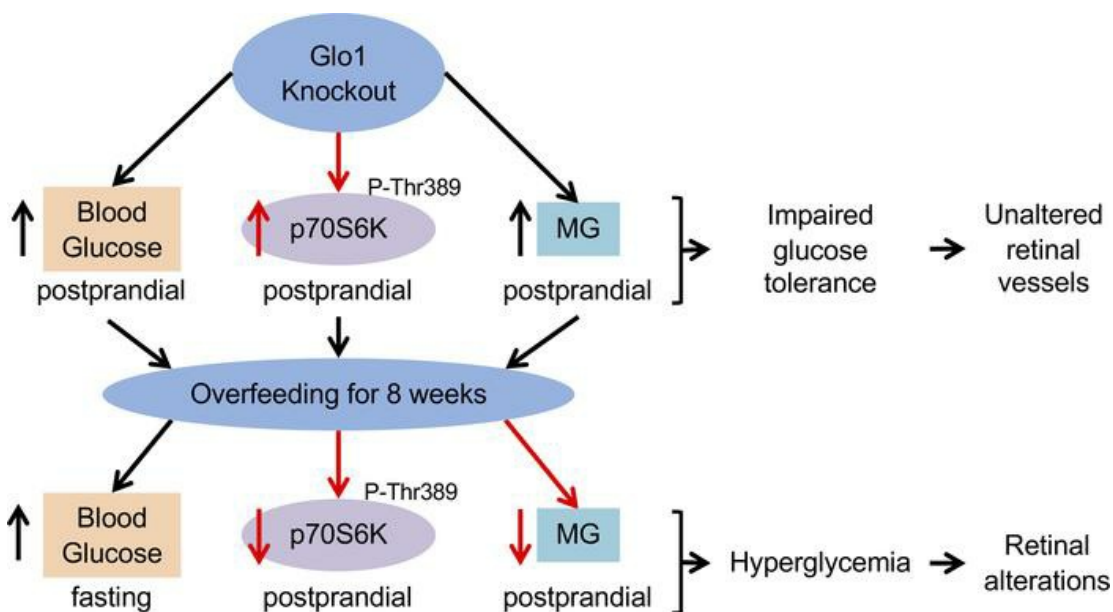 Glo1
Knockout
P-Thr389
Blood
Glucose
postprandial
p70S6K
postprandial
MG
postprandial
Impaired
glucose
tolerance
Unaltered
retinal
vessels
Overfeeding for 8 weeks
P-Thr389
Blood
Glucose
fasting
p70S6K
postprandial
MG
postprandial
Hyperglycemia
Retinal
alterations